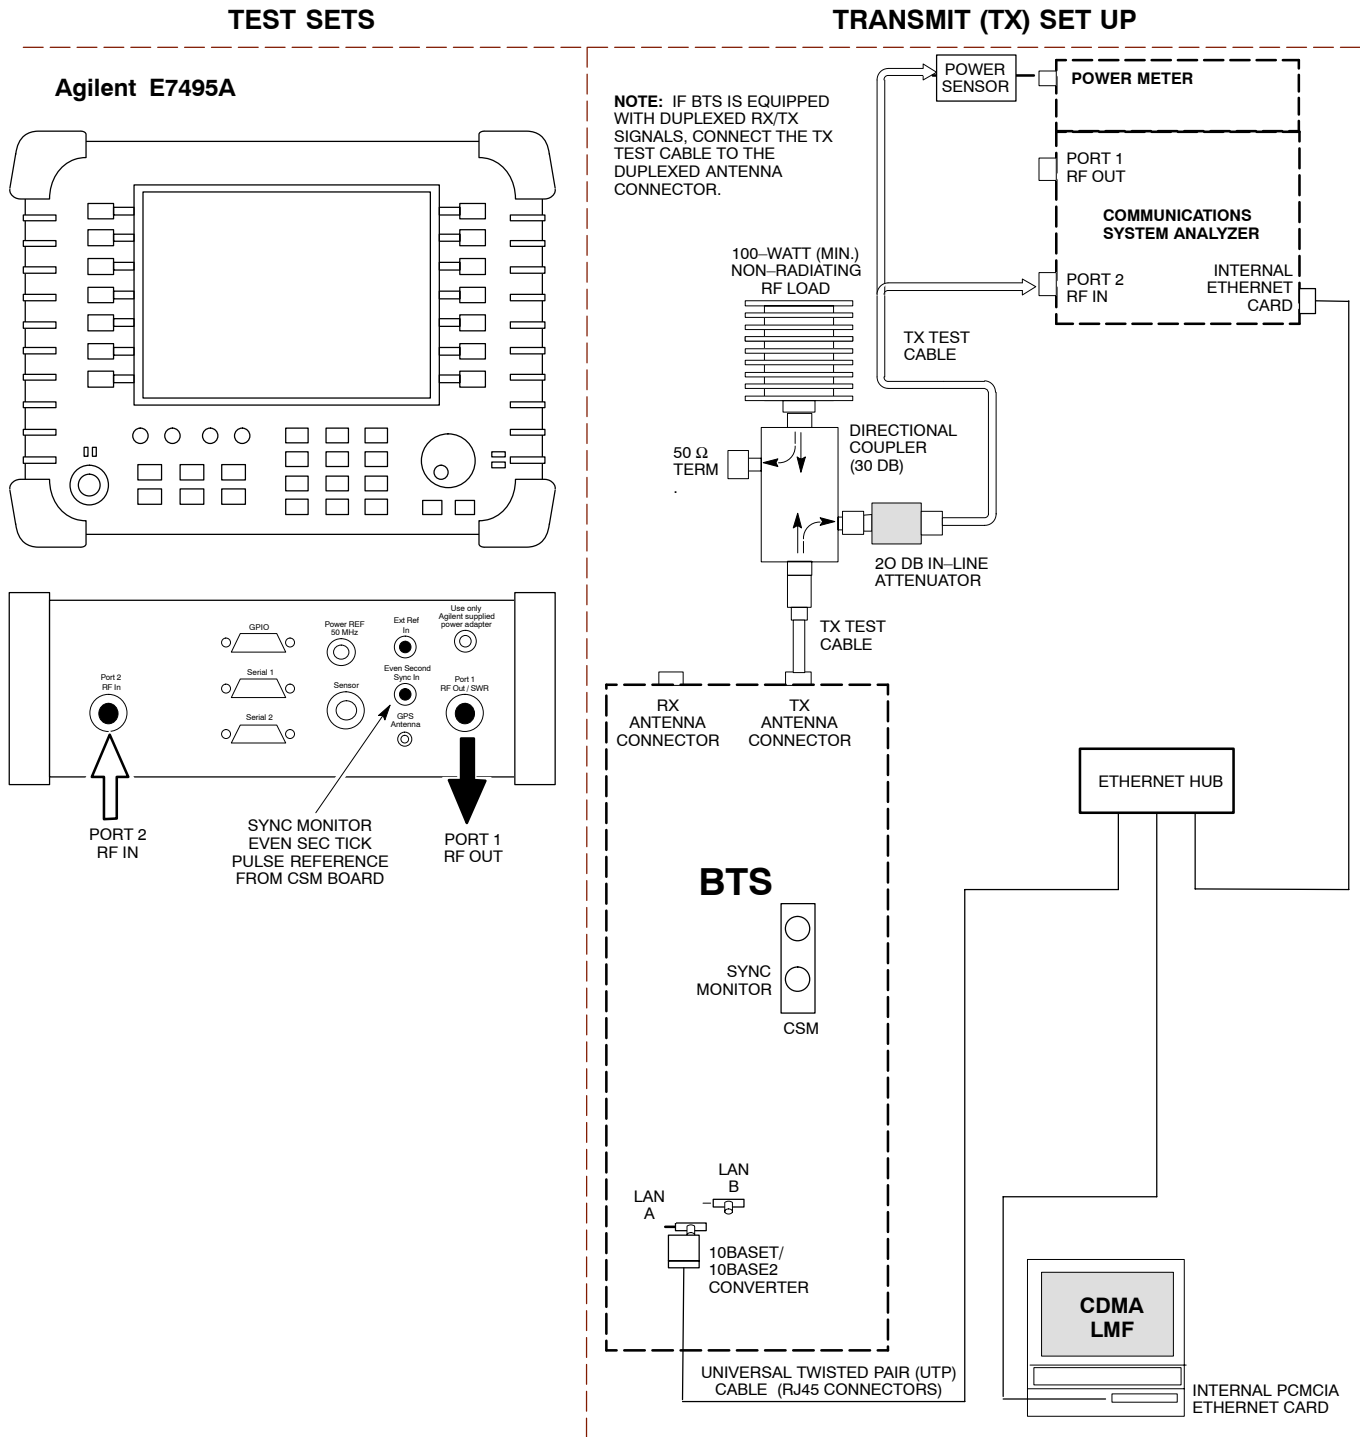 TEST SETS
TRANSMIT (TX) SET UP
Agilent E7495A
NOTE: IF BTS IS EQUIPPED
WITH DUPLEXED RX/TX
SIGNALS, CONNECT THE TX
TEST CABLE TO THE
DUPLEXED ANTENNA
CONNECTOR.
POWER
SENSOR
POWER METER
PORT 1
RF OUT
COMMUNICATIONS
SYSTEM ANALYZER
PORT 2
RF IN
INTERNAL
ETHERNET
CARD
100–WATT (MIN.)
NON–RADIATING
RF LOAD
TX TEST
CABLE
50 Ω
TERM
.
DIRECTIONAL
COUPLER
(30 DB)
2O DB IN–LINE
ATTENUATOR
TX TEST
CABLE
RX
ANTENNA
CONNECTOR
TX
ANTENNA
CONNECTOR
GPIO
Serial 1
Serial 2
Power REF
50 MHz
Sensor
Ext Ref
In
Even Second
Sync In
GPS
Antenna
Use only
Agilent supplied
power adapter
Port 1
RF Out / SWR
Port 2
RF In
PORT 2
RF IN
SYNC MONITOR
EVEN SEC TICK
PULSE REFERENCE
FROM CSM BOARD
PORT 1
RF OUT
ETHERNET HUB
BTS
SYNC
MONITOR
CSM
LAN
B
LAN
A
10BASET/
10BASE2
CONVERTER
UNIVERSAL TWISTED PAIR (UTP)
CABLE (RJ45 CONNECTORS)
CDMA
LMF
INTERNAL PCMCIA
ETHERNET CARD